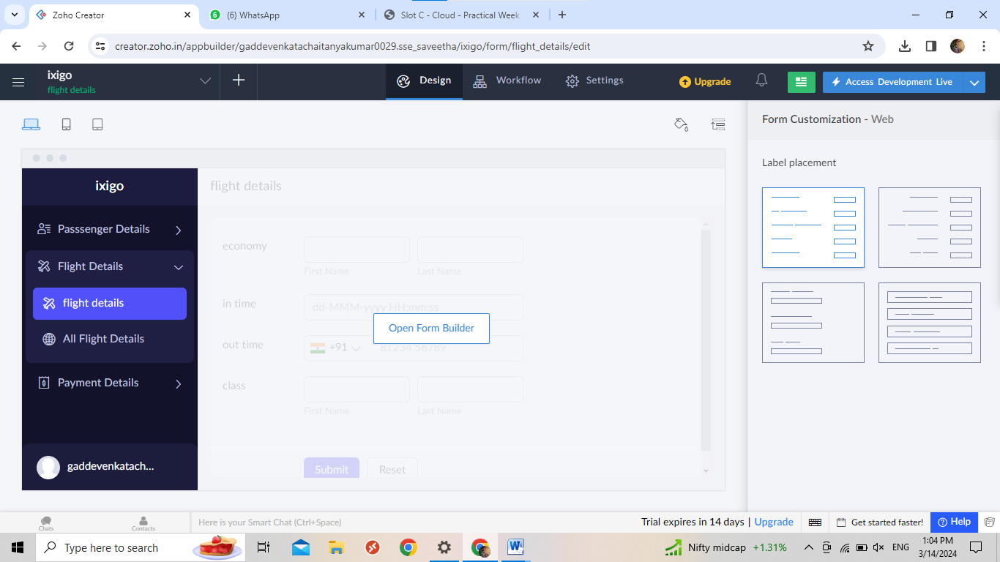 Zoho Creator
(6) WhatsApp
Slot C - Cloud - Practical Week
creator.zoho.in/appbuilder/gaddevenkatachaitanyakumar0029.sse_saveetha/ixigo/form/flight_details/edit
ixigo
flight details
Design
Workflow
Settings
Upgrade
Access Development Live
Form Customization - Web
Label placement
ixigo
Passsenger Details
Flight Details
flight details
All Flight Details
Payment Details
gaddevenkatach...
flight details
economy
First Name
Last Name
in time
dd-MMM-yyyy HH:mm:ss
Open Form Builder
out time
+91
81234 56789
class
First Name
Last Name
Submit
Reset
Chats
Contacts
Here is your Smart Chat (Ctrl+Space)
Trial expires in 14 days | Upgrade
Get started faster!
Help
Type here to search
Nifty midcap +1.31%
ENG
1:04 PM
3/14/2024